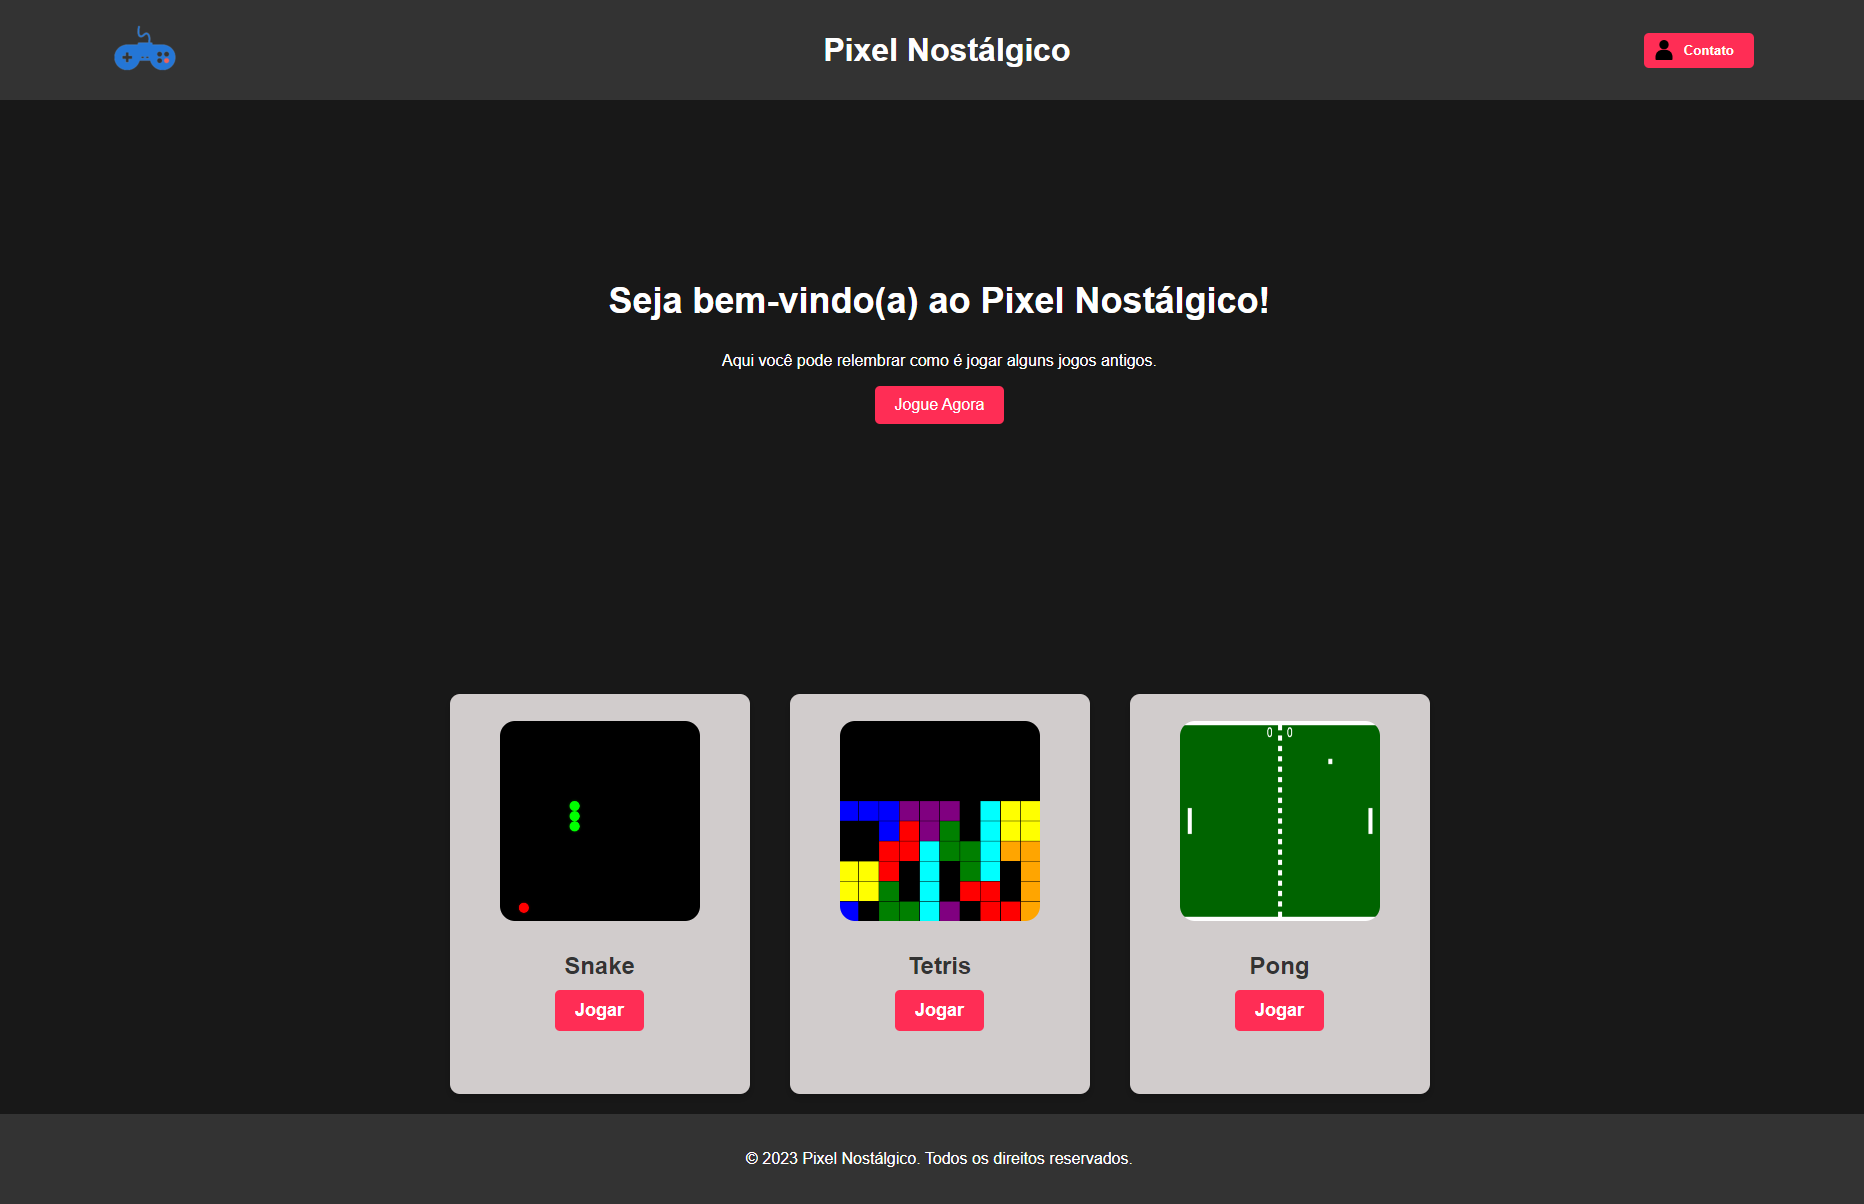 Pixel Nostálgico
Contato
Seja bem-vindo(a) ao Pixel Nostálgico!
Aqui você pode relembrar como é jogar alguns jogos antigos.
Jogue Agora
0 0
Snake
Tetris
Pong
Jogar
Jogar
Jogar
© 2023 Pixel Nostálgico. Todos os direitos reservados.